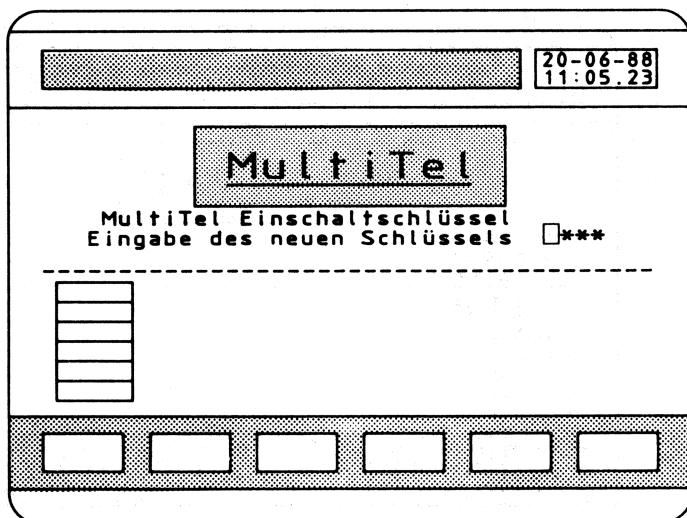 20-06-88
11:05.23
MultiTel
MultiTel Einschaltschlüssel
Eingabe des neuen Schlüssels □***